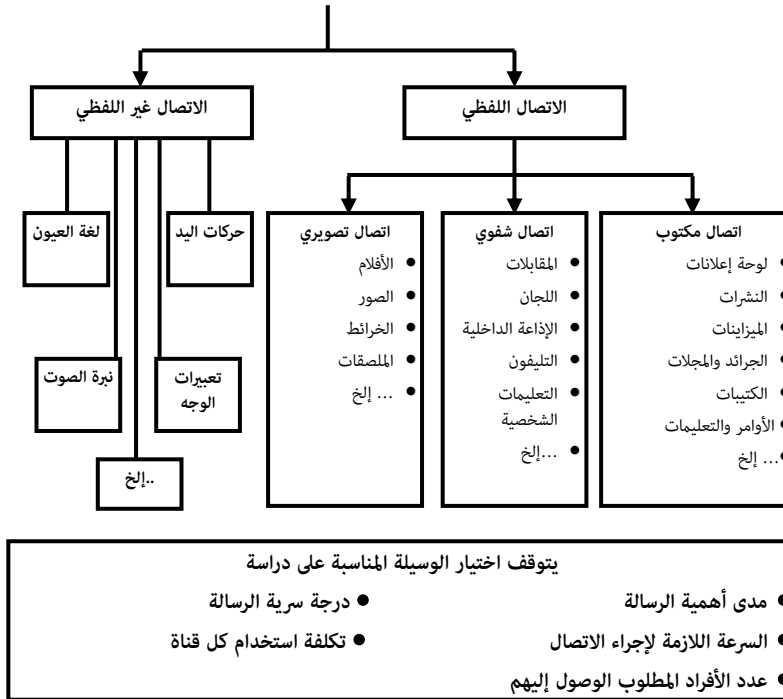 الاتصال اللفظي
الاتصال غير اللفظي
اتصال مكتوب
● لوحة إعلانات
● النشرات
● الميزاينات
● الجرائد والمجلات
● الكتيبات
● الأوامر والتعليمات
● ... إلخ
اتصال شفوي
● المقابلات
● اللجان
● الإذاعة الداخلية
● التليفون
● التعليمات
الشخصية
● ...إلخ
اتصال تصويري
● الأفلام
● الصور
● الخرائط
● الملصقات
● ... إلخ
حركات اليد
لغة العيون
تعبيرات
الوجه
نبرة الصوت
..إلخ
يتوقف اختيار الوسيلة المناسبة على دراسة
● مدى أهمية الرسالة
● السرعة اللازمة لإجراء الاتصال
● عدد الأفراد المطلوب الوصول إليهم
● درجة سرية الرسالة
● تكلفة استخدام كل قناة